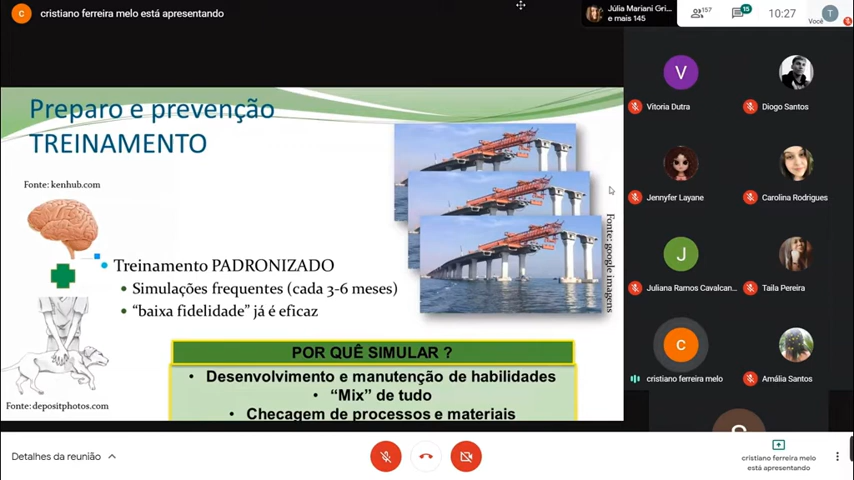 c
cristiano ferreira melo está apresentando
Júlia Mariani Gri...
e mais 145
157
15
10:27
T
Você
Preparo e prevenção
TREINAMENTO
Fonte: kenhub.com
Fonte: google imagens
Treinamento PADRONIZADO
• Simulações frequentes (cada 3-6 meses)
• “baixa fidelidade” já é eficaz
Fonte: depositphotos.com
POR QUÊ SIMULAR ?
• Desenvolvimento e manutenção de habilidades
• “Mix” de tudo
• Checagem de processos e materiais
V
Vitoria Dutra
Diogo Santos
Jennyfer Layane
Carolina Rodrigues
J
Juliana Ramos Cavalcan...
Taila Pereira
c
cristiano ferreira melo
Amália Santos
Detalhes da reunião
cristiano ferreira melo
está apresentando